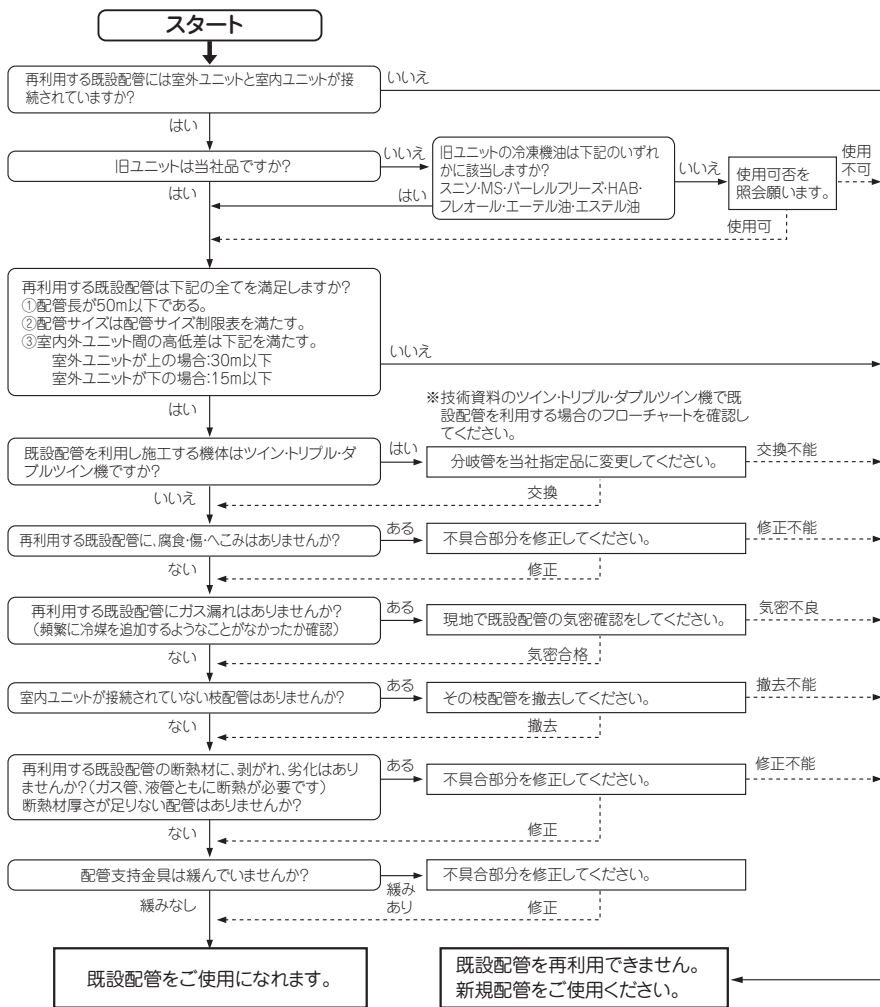 スタート
再利用する既設配管には室外ユニットと室内ユニットが接
続されていますか?
いいえ
はい
旧ユニットは当社品ですか?
いいえ
はい
旧ユニットの冷凍機油は下記のいずれ
かに該当しますか?
スニソ・MS・バーレルフリーズ・HAB・
フレオール・エーテル油・エステル油
はい
いいえ
使用可否を
照会願います。
使用
不可
使用可
再利用する既設配管は下記の全てを満足しますか?
①配管長が50m以下である。
②配管サイズは配管サイズ制限表を満たす。
③室内外ユニット間の高低差は下記を満たす。
室外ユニットが上の場合:30m以下
室外ユニットが下の場合:15m以下
いいえ
はい
※技術資料のツイン・トリプル・ダブルツイン機で既
設配管を利用する場合のフローチャートを確認し
てください。
既設配管を利用し施工する機体はツイン・トリプル・ダ
ブルツイン機ですか?
はい
分岐管を当社指定品に変更してください。
交換不能
いいえ
交換
再利用する既設配管に、腐食・傷・へこみはありませんか?
ある
不具合部分を修正してください。
修正不能
ない
修正
再利用する既設配管にガス漏れはありませんか?
(頻繁に冷媒を追加するようなことがなかったか確認)
ある
現地で既設配管の気密確認をしてください。
気密不良
ない
気密合格
室内ユニットが接続されていない枝配管はありませんか?
ある
その枝配管を撤去してください。
撤去不能
ない
撤去
再利用する既設配管の断熱材に、剥がれ、劣化はあり
ませんか?(ガス管、液管ともに断熱が必要です)
断熱材厚さが足りない配管はありませんか?
ある
不具合部分を修正してください。
修正不能
ない
修正
配管支持金具は緩んでいませんか?
緩み
あり
不具合部分を修正してください。
緩みなし
修正
既設配管をご使用になれます。
既設配管を再利用できません。
新規配管をご使用ください。